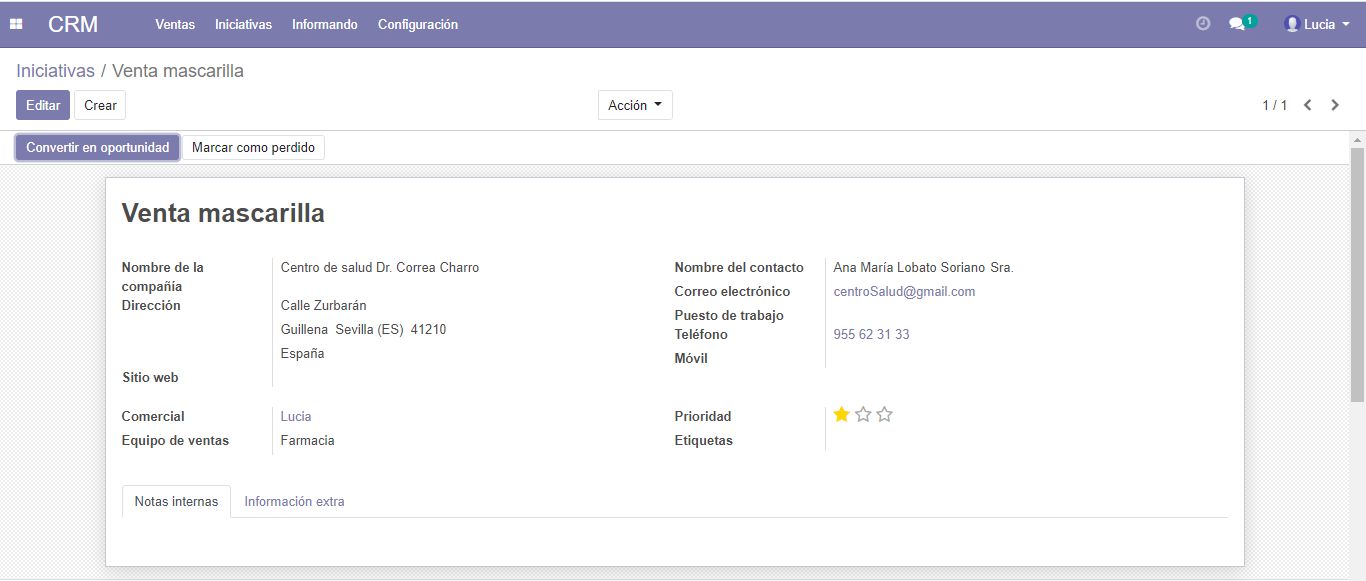 CRM Ventas Iniciativas Informando Configuración 1 Lucia
Iniciativas / Venta mascarilla
Editar Crear Acción 1 / 1
Convertir en oportunidad Marcar como perdido
Venta mascarilla
Nombre de la compañía Centro de salud Dr. Correa Charro
Dirección Calle Zurbarán
Guillena Sevilla (ES) 41210
España
Sitio web
Nombre del contacto Ana María Lobato Soriano Sra.
Correo electrónico centroSalud@gmail.com
Puesto de trabajo
Teléfono 955 62 31 33
Móvil
Comercial Lucia
Equipo de ventas Farmacia
Prioridad
Etiquetas
Notas internas Información extra